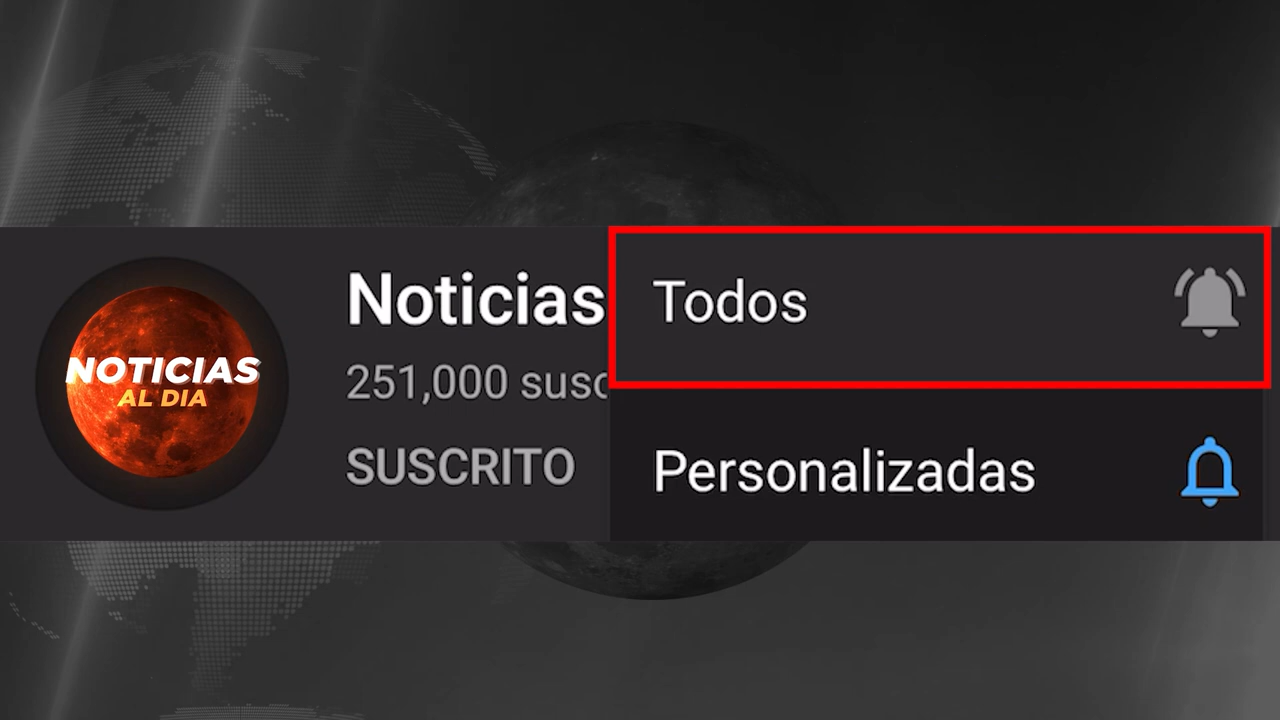 NOTICIAS
AL DIA
Noticias
251,000 susc
SUSCRITO
Todos
Personalizadas